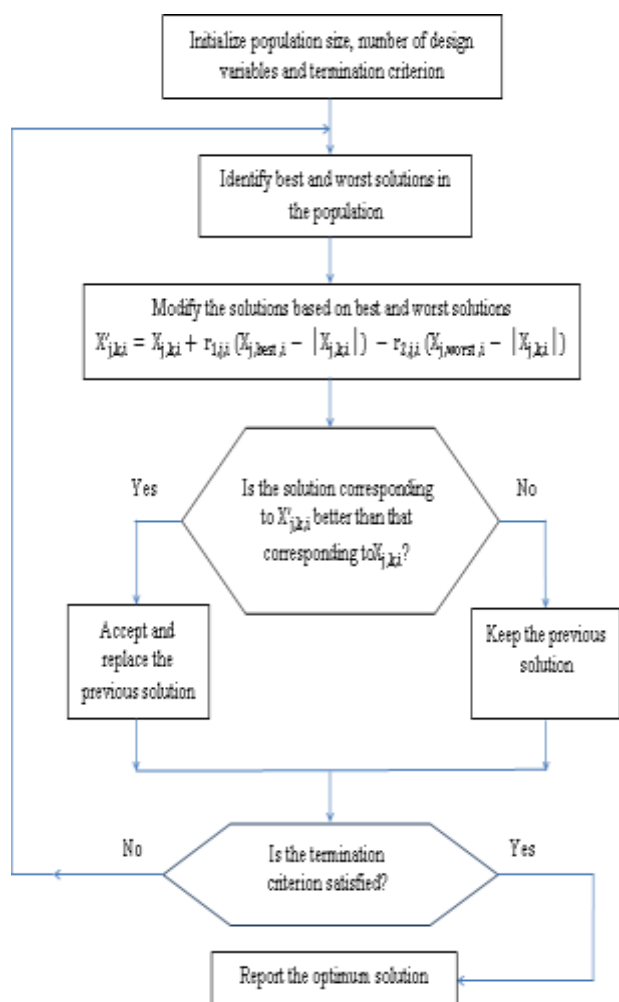 Initialize population size, number of design
variables and termination criterion
Identify best and worst solutions in
the population
Modify the solutions based on best and worst solutions
X'j,k,i = Xj,k,i + r1,j,i (Xj,best,i − |Xj,k,i|) − r2,j,i (Xj,worst,i − |Xj,k,i|)
Yes
Is the solution corresponding
to X'j,k,i better than that
corresponding toXj,k,i?
No
Accept and
replace the
previous solution
Keep the previous
solution
No
Is the termination
criterion satisfied?
Yes
Report the optimum solution